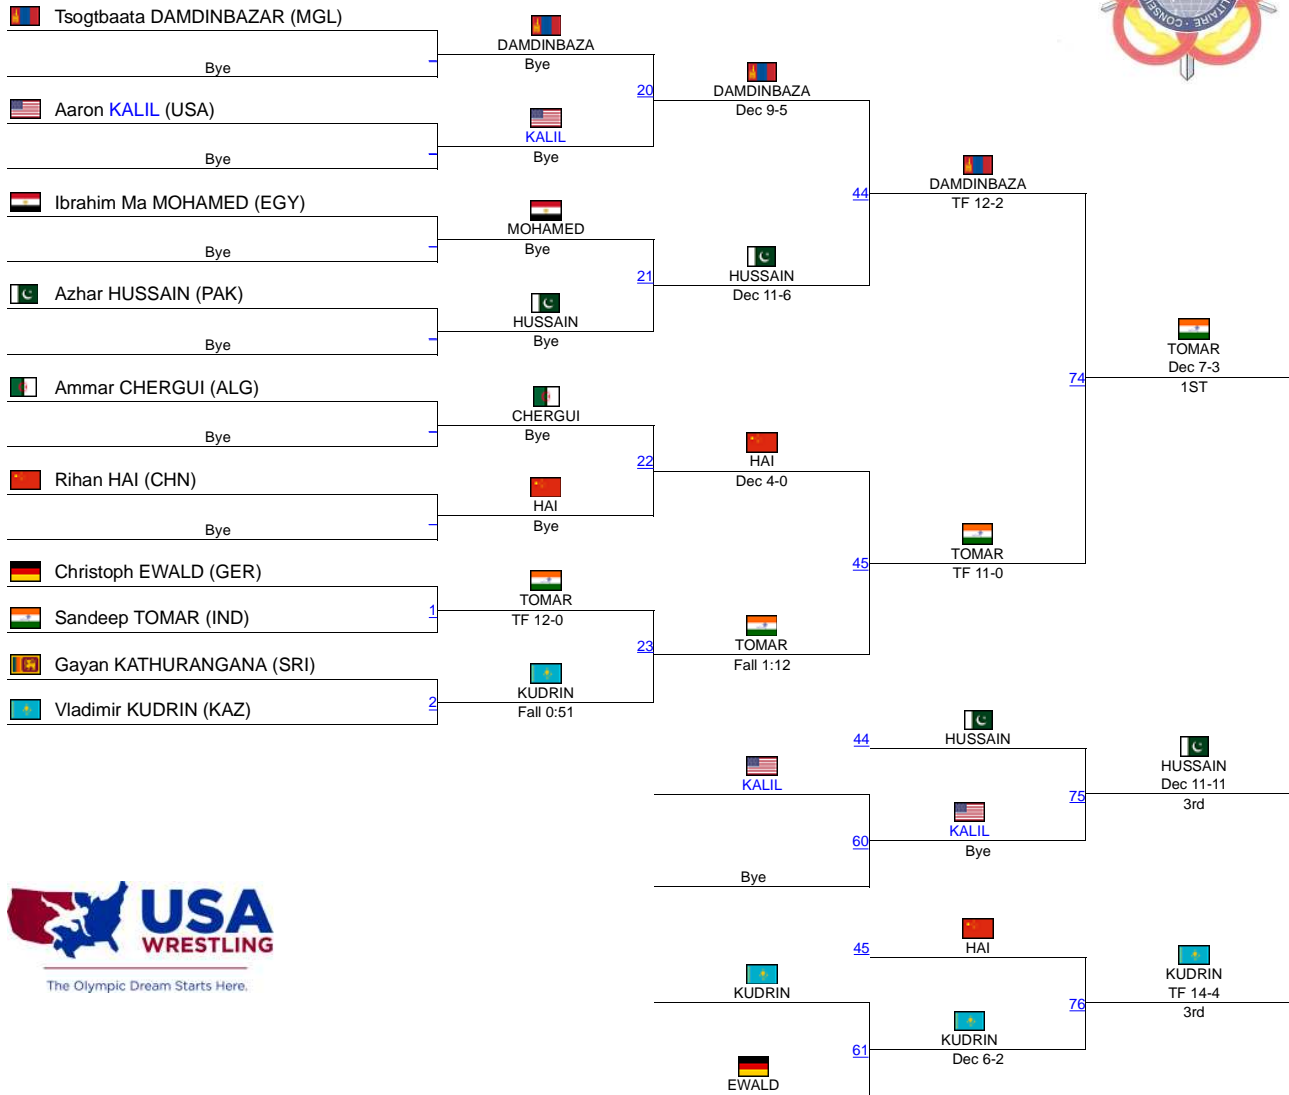 Tsogtbaata DAMDINBAZAR (MGL)
Bye
Aaron KALIL (USA)
Bye
Ibrahim Ma MOHAMED (EGY)
Bye
Azhar HUSSAIN (PAK)
Bye
Ammar CHERGUI (ALG)
Bye
Rihan HAI (CHN)
Bye
Christoph EWALD (GER)
Sandeep TOMAR (IND)
1
Gayan KATHURANGANA (SRI)
Vladimir KUDRIN (KAZ)
2
DAMDINBAZA
Bye
20
KALIL
Bye
MOHAMED
Bye
21
HUSSAIN
Bye
CHERGUI
Bye
22
HAI
Bye
TOMAR
TF 12-0
23
KUDRIN
Fall 0:51
DAMDINBAZA
Dec 9-5
44
HUSSAIN
Dec 11-6
HAI
Dec 4-0
45
TOMAR
Fall 1:12
DAMDINBAZA
TF 12-2
74
TOMAR
TF 11-0
TOMAR
Dec 7-3
1ST
44
HUSSAIN
KALIL
60
Bye
KALIL
Bye
75
HUSSAIN
Dec 11-11
3rd
45
HAI
KUDRIN
61
EWALD
KUDRIN
Dec 6-2
76
KUDRIN
TF 14-4
3rd
USA
WRESTLING
The Olympic Dream Starts Here.